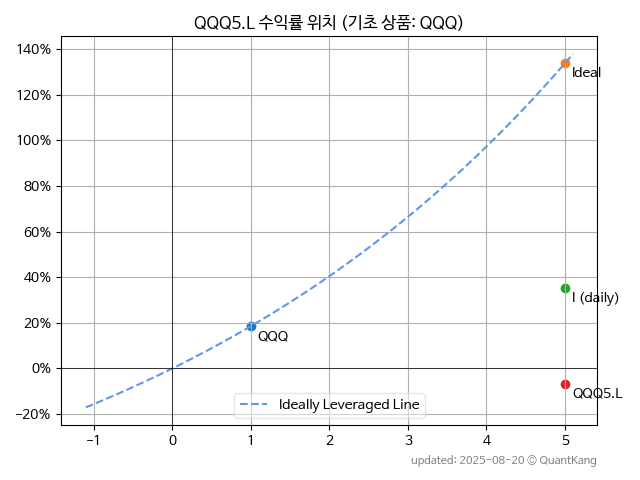 QQQ5.L 수익률 위치 (기초 상품: QQQ)
140%
120%
100%
80%
60%
40%
20%
0%
−20%
Ideal
I (daily)
QQQ
QQQ5.L
Ideally Leveraged Line
−1 0 1 2 3 4 5
updated: 2025-08-20 © QuantKang